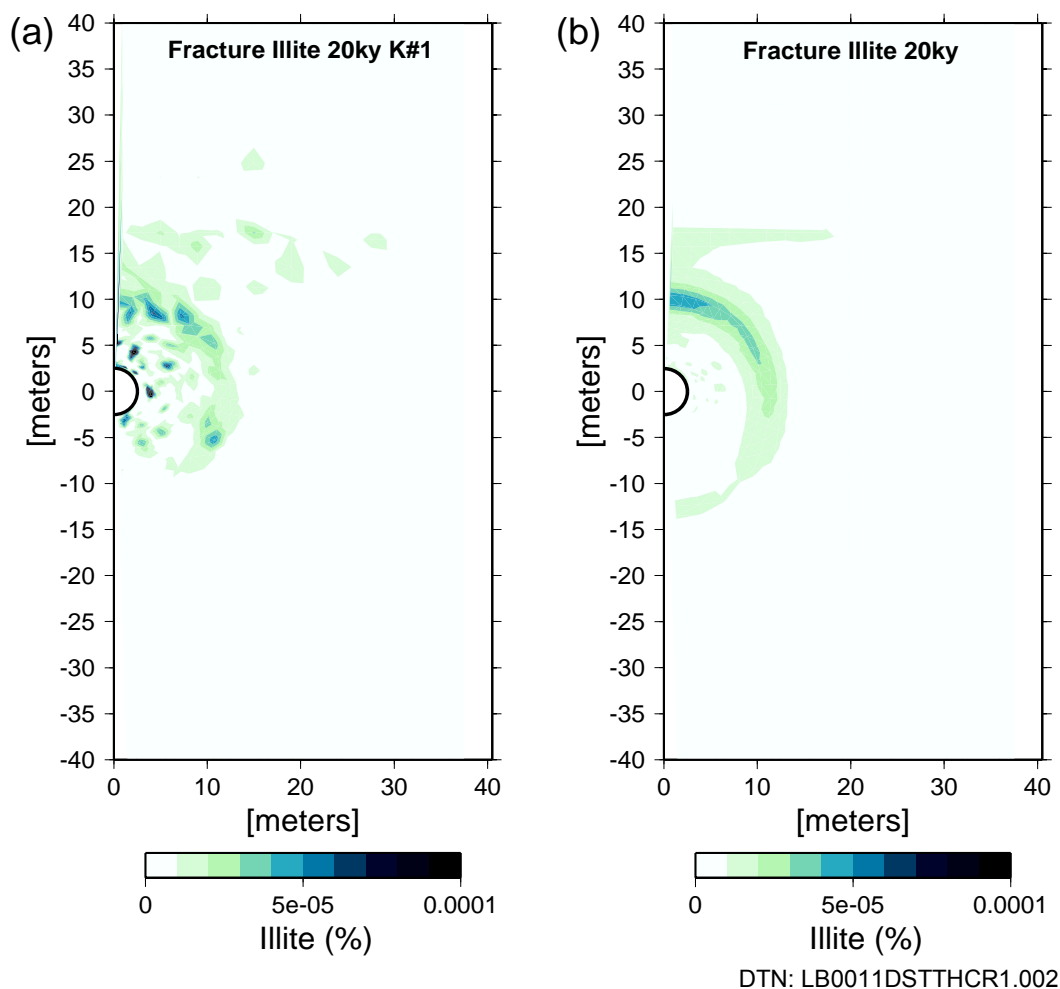 (a)
Fracture Illite 20ky K#1
40
35
30
25
20
15
10
5
0
-5
-10
-15
-20
-25
-30
-35
-40
[meters]
0 10 20 30 40
[meters]
0 5e-05 0.0001
Illite (%)
(b)
Fracture Illite 20ky
40
35
30
25
20
15
10
5
0
-5
-10
-15
-20
-25
-30
-35
-40
[meters]
0 10 20 30 40
[meters]
0 5e-05 0.0001
Illite (%)
DTN: LB0011DSTTHCR1.002